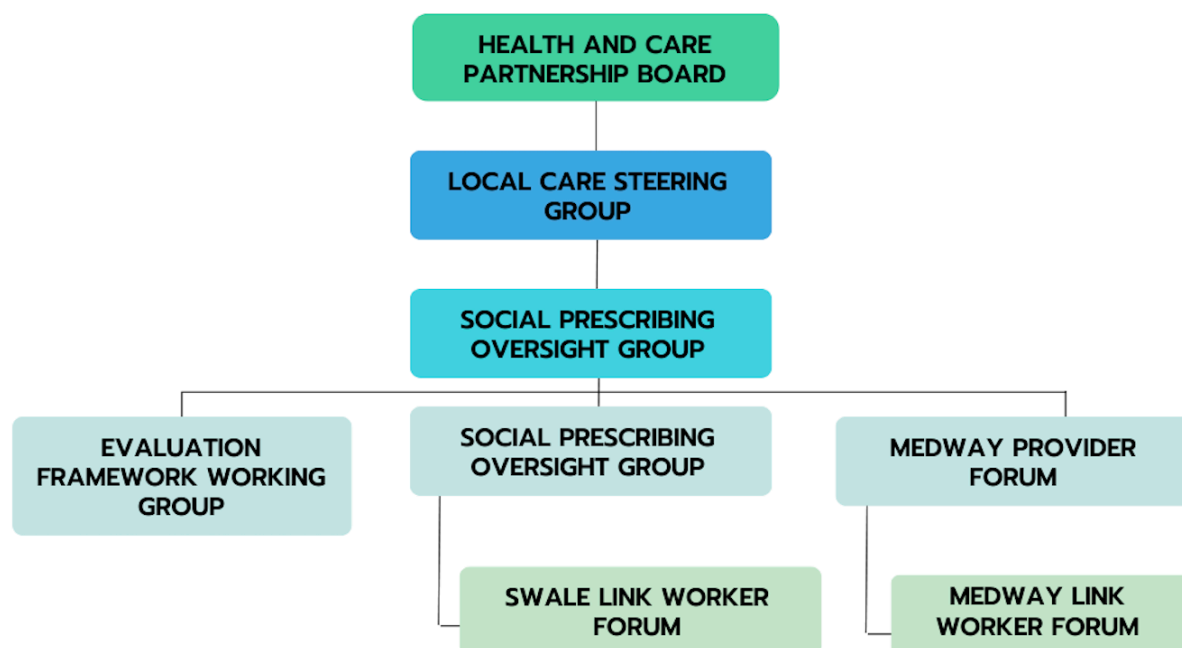 HEALTH AND CARE
PARTNERSHIP BOARD
LOCAL CARE STEERING
GROUP
SOCIAL PRESCRIBING
OVERSIGHT GROUP
EVALUATION
FRAMEWORK WORKING
GROUP
SOCIAL PRESCRIBING
OVERSIGHT GROUP
MEDWAY PROVIDER
FORUM
SWALE LINK WORKER
FORUM
MEDWAY LINK
WORKER FORUM